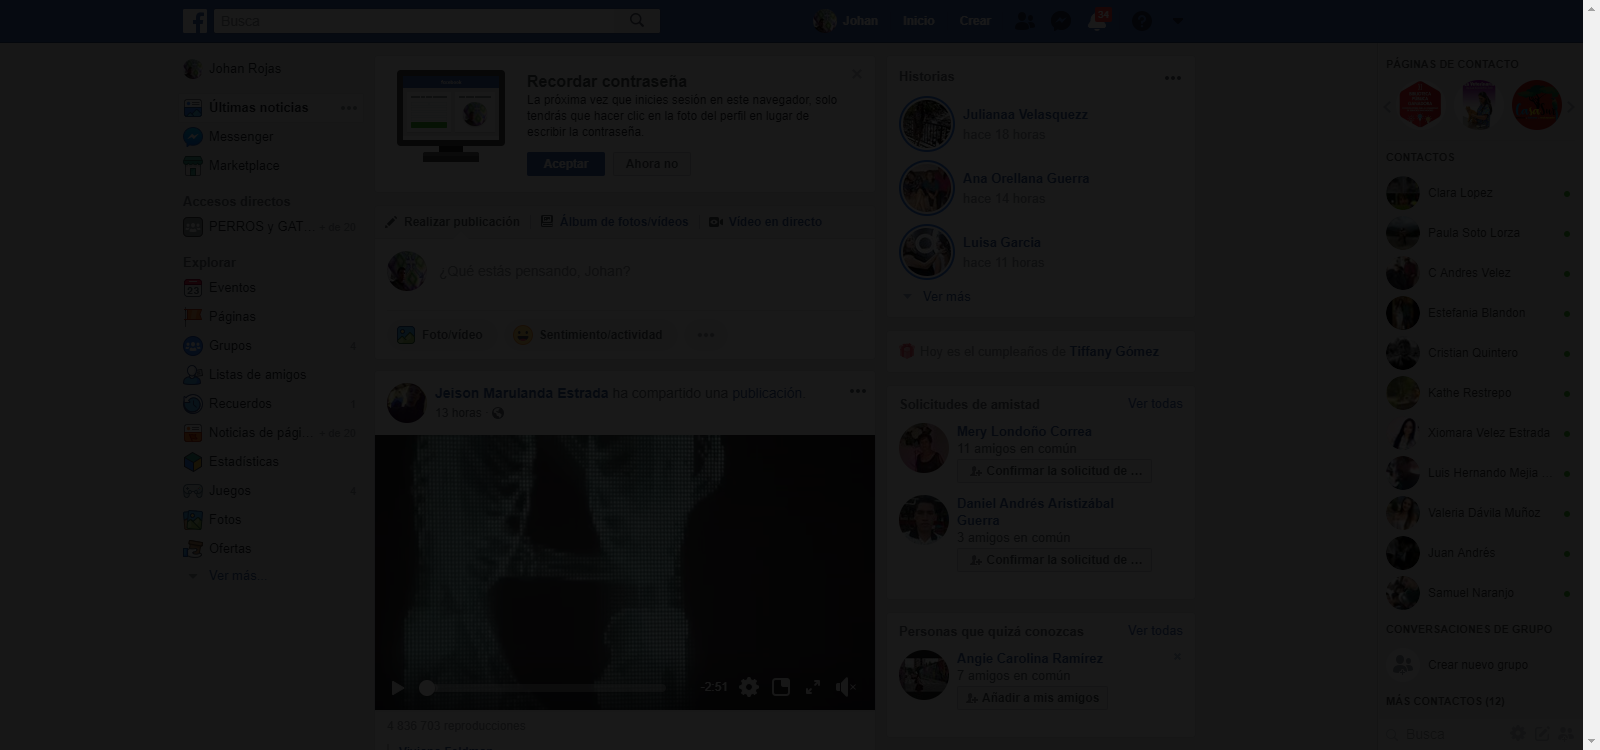 Busca
Johan
Inicio
Crear
24
Johan Rojas
Últimas noticias
Messenger
Marketplace
Accesos directos
PERROS y GAT...
+ de 20
Explorar
Eventos
Páginas
Grupos
Listas de amigos
Recuerdos
1
Noticias de pági...
+ de 20
Estadísticas
Juegos
Fotos
Ofertas
Ver más...
Recordar contraseña
La próxima vez que inicies sesión en este navegador, solo
tendrás que hacer clic en la foto del perfil en lugar de
escribir la contraseña.
Aceptar
Ahora no
Realizar publicación
Álbum de fotos/vídeos
Vídeo en directo
¿Qué estás pensando, Johan?
Foto/vídeo
Sentimiento/actividad
Jeison Marulanda Estrada ha compartido una publicación.
13 horas ·
-2:51
4 836 703 reproducciones
Historias
Julianaa Velasquezz
hace 18 horas
Ana Orellana Guerra
hace 14 horas
Luisa García
hace 11 horas
Ver más
Hoy es el cumpleaños de Tiffany Gómez
Solicitudes de amistad
Ver todas
Mery Londoño Correa
11 amigos en común
Confirmar la solicitud de ...
Daniel Andrés Aristizábal
Guerra
3 amigos en común
Confirmar la solicitud de ...
Personas que quizá conozcas
Ver todas
Angie Carolina Ramirez
7 amigos en común
Añadir a mis amigos
PÁGINAS DE CONTACTO
CONTACTOS
Clara Lopez
Paula Soto Lorza
C Andres Velez
Estefania Blandon
Cristian Quintero
Kathe Restrepo
Xiomara Velez Estrada
Luis Hernando Mejia ...
Valeria Dávila Muñoz
Juan Andrés
Samuel Naranjo
CONVERSACIONES DE GRUPO
Crear nuevo grupo
MÁS CONTACTOS (12)
Busca